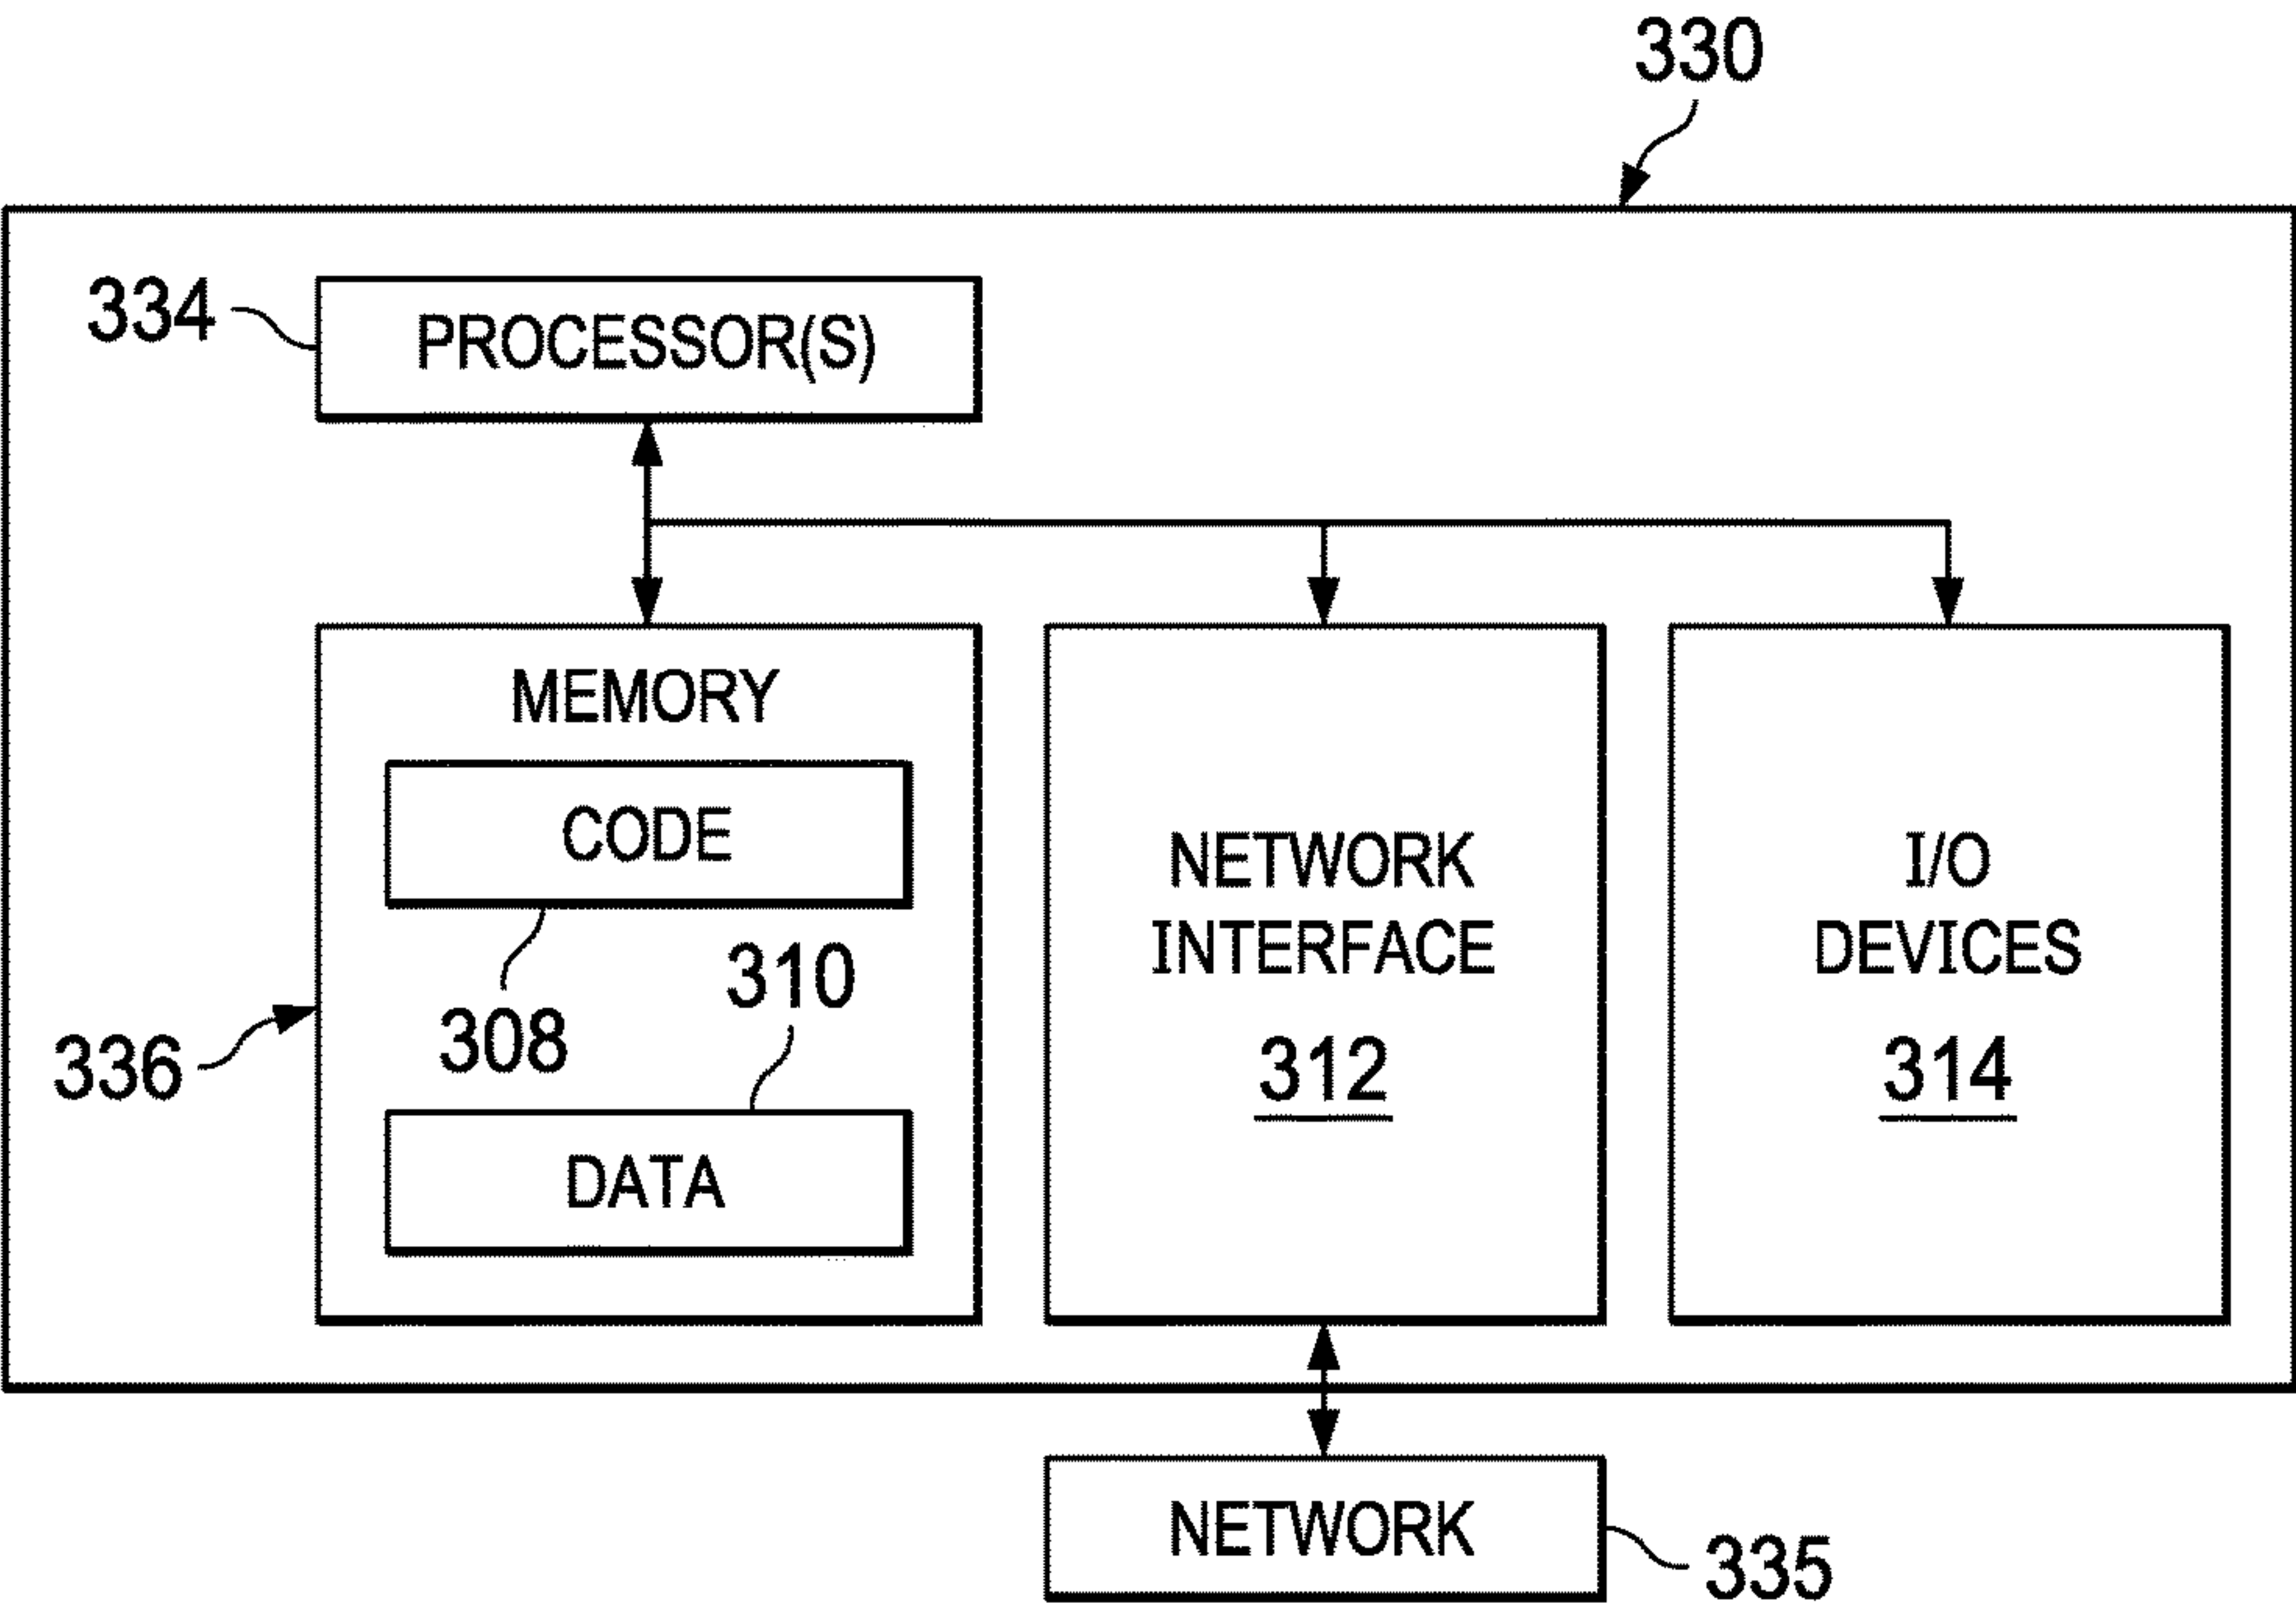 330
334
PROCESSOR(S)
MEMORY
CODE
308
310
336
DATA
NETWORK
INTERFACE
312
I/O
DEVICES
314
NETWORK
335